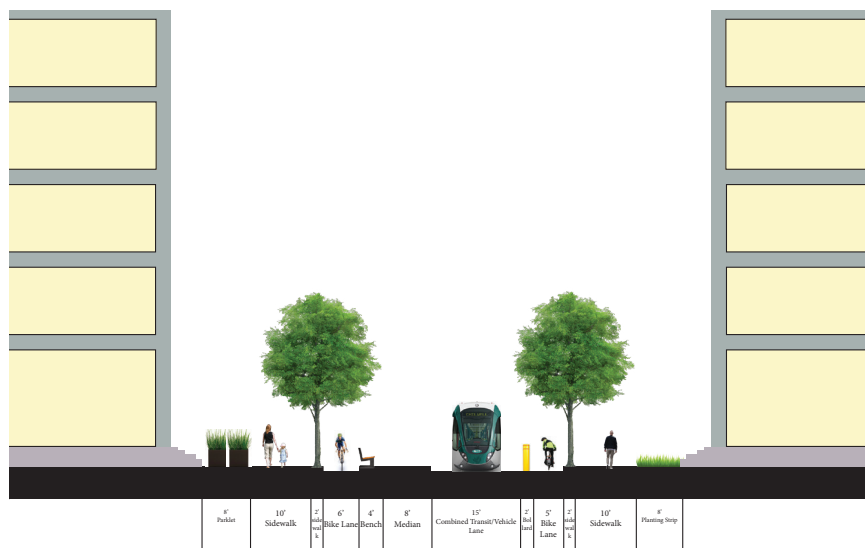 8'
Parklet
10'
Sidewalk
2'
side
wal
k
6'
Bike Lane
4'
Bench
8'
Median
15'
Combined Transit/Vehicle
Lane
2'
Bol
lard
5'
Bike
Lane
2'
side
wal
k
10'
Sidewalk
8'
Planting Strip